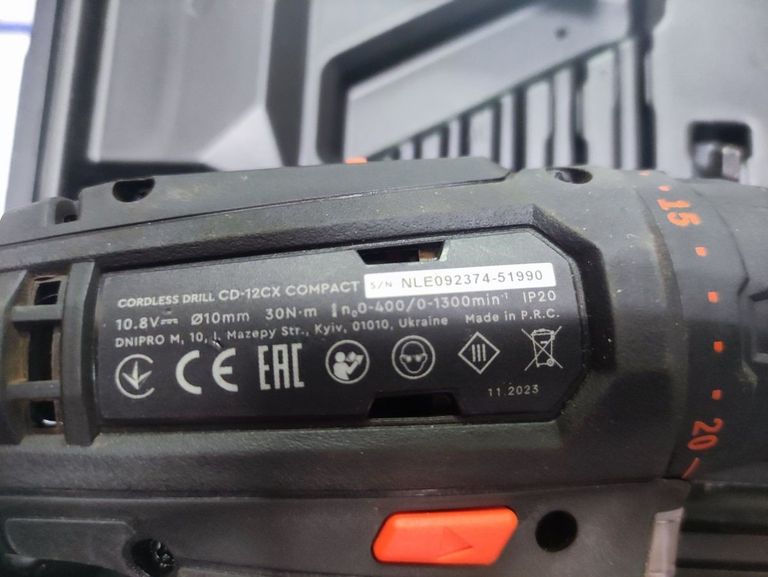 CORDLESS DRILL CD-12CX COMPACT S/N NLE092374-51990
10.8V⎓ Ø10mm 30N·m n₀0-400/0-1300min⁻¹ IP20
DNIPRO M, 10, I. Mazepy Str., Kyiv, 01010, Ukraine Made in P.R.C.
CE EAC III
11.2023
15
20